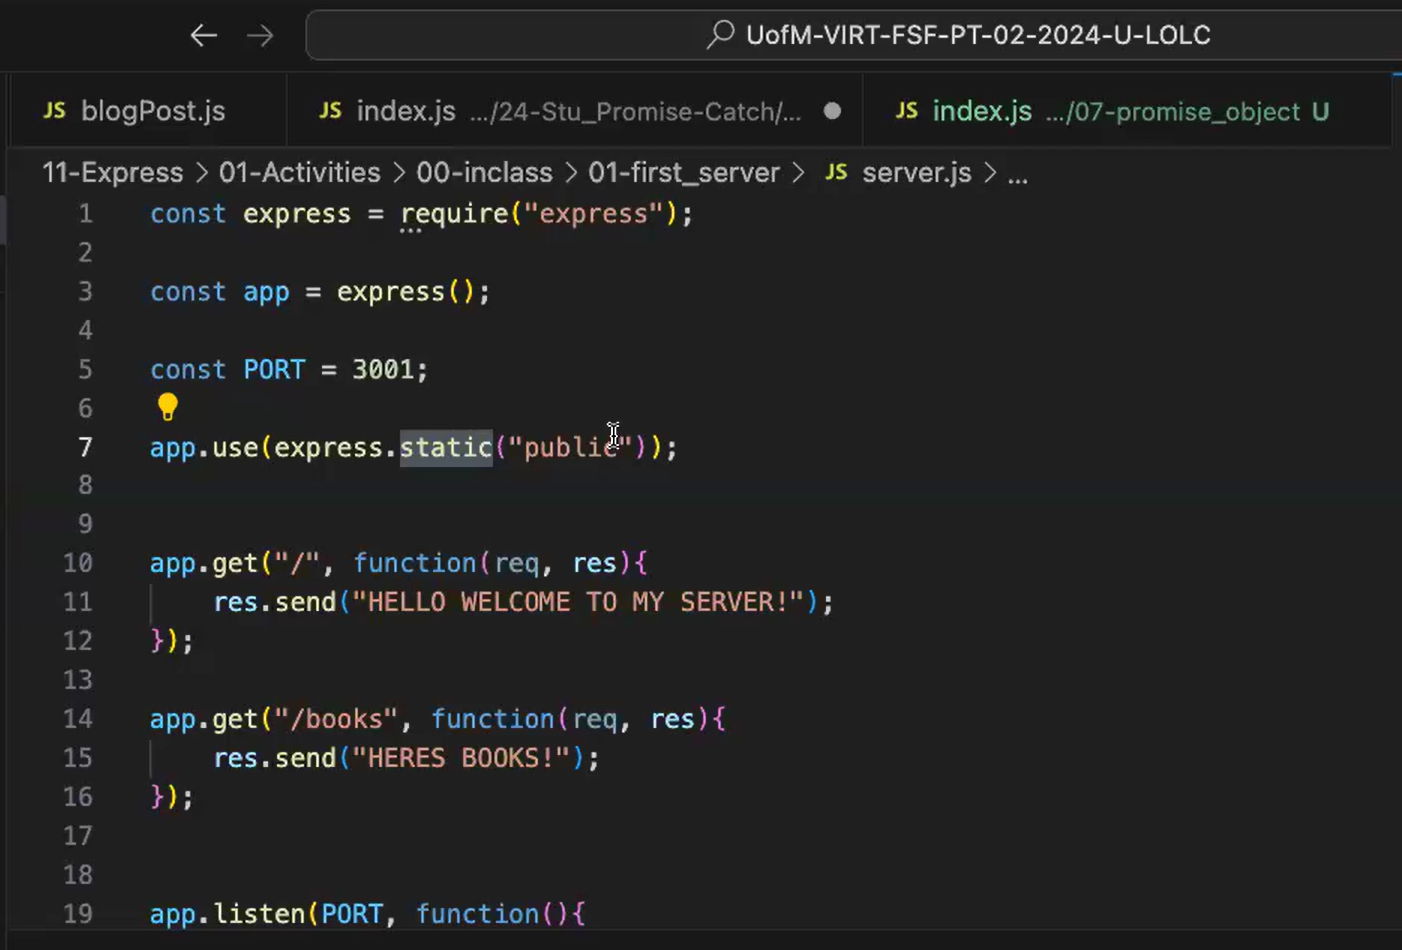 UofM-VIRT-FSF-PT-02-2024-U-LOLC
JS blogPost.js JS index.js .../24-Stu_Promise-Catch/... JS index.js .../07-promise_object U
11-Express > 01-Activities > 00-inclass > 01-first_server > JS server.js > ...
1 const express = require("express");
2
3 const app = express();
4
5 const PORT = 3001;
6
7 app.use(express.static("public"));
8
9
10 app.get("/", function(req, res){
11 res.send("HELLO WELCOME TO MY SERVER!");
12 });
13
14 app.get("/books", function(req, res){
15 res.send("HERES BOOKS!");
16 });
17
18
19 app.listen(PORT, function(){